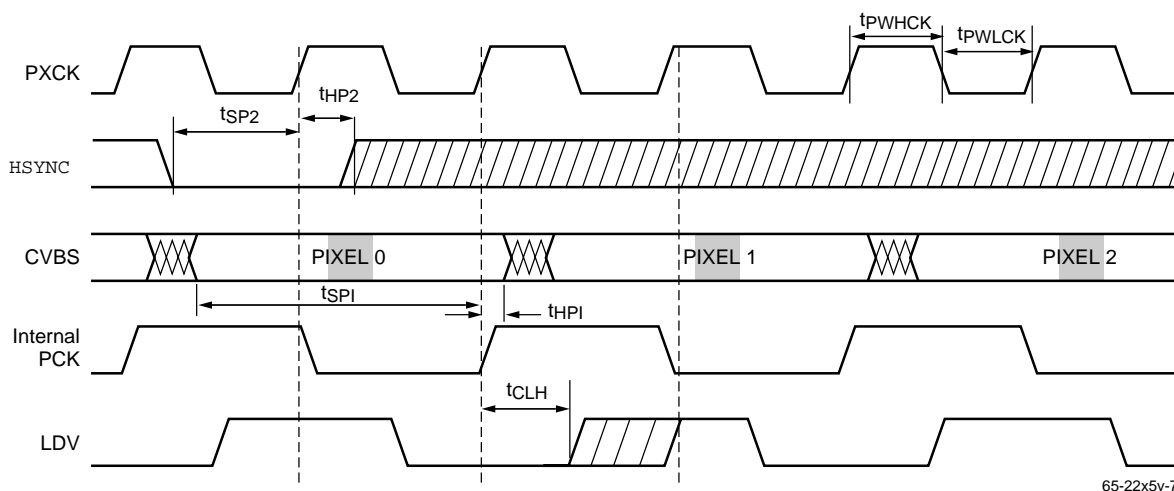 tPWHCK
tPWLCK
PXCK
tHP2
tSP2
HSYNC
CVBS
PIXEL 0
PIXEL 1
PIXEL 2
tSPI
tHPI
Internal
PCK
tCLH
LDV